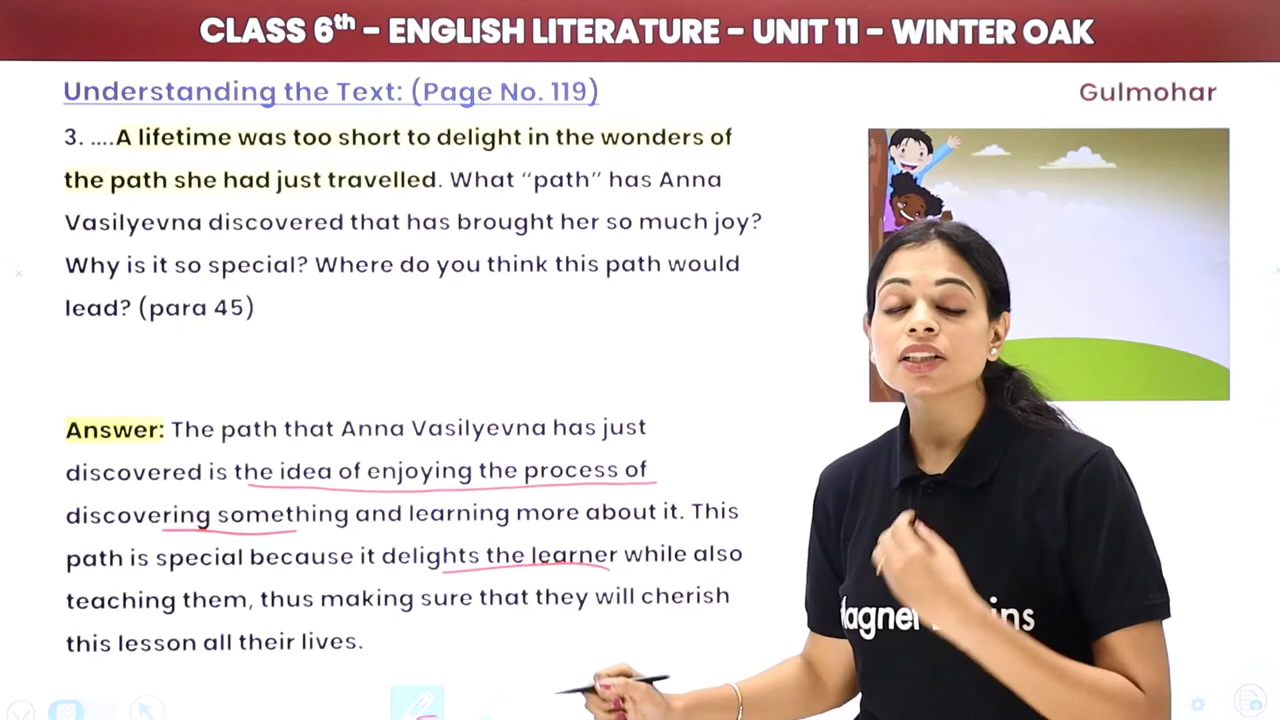 CLASS 6th – ENGLISH LITERATURE – UNIT 11 – WINTER OAK
Understanding the Text: (Page No. 119)
Gulmohar
3. ....A lifetime was too short to delight in the wonders of
the path she had just travelled. What “path” has Anna
Vasilyevna discovered that has brought her so much joy?
Why is it so special? Where do you think this path would
lead? (para 45)
Answer: The path that Anna Vasilyevna has just
discovered is the idea of enjoying the process of
discovering something and learning more about it. This
path is special because it delights the learner while also
teaching them, thus making sure that they will cherish
this lesson all their lives.